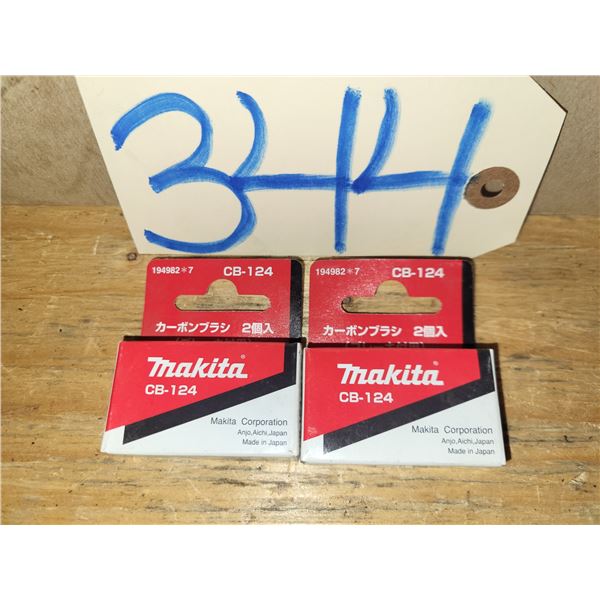 344
194982*7 CB-124
カーボンブラシ 2個入
makita
CB-124
Makita Corporation
Anjo,Aichi,Japan
Made in Japan
194982*7 CB-124
カーボンブラシ 2個入
makita
CB-124
Makita Corporation
Anjo,Aichi,Japan
Made in Japan